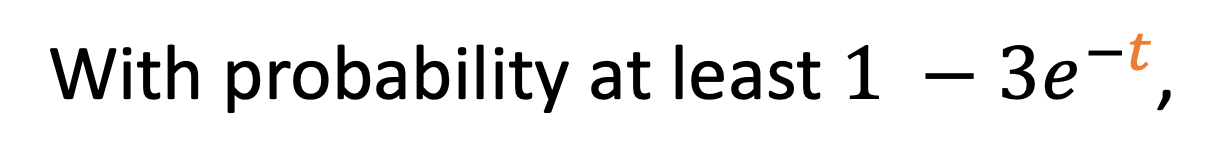 With probability at least 1 − 3e^{−t},